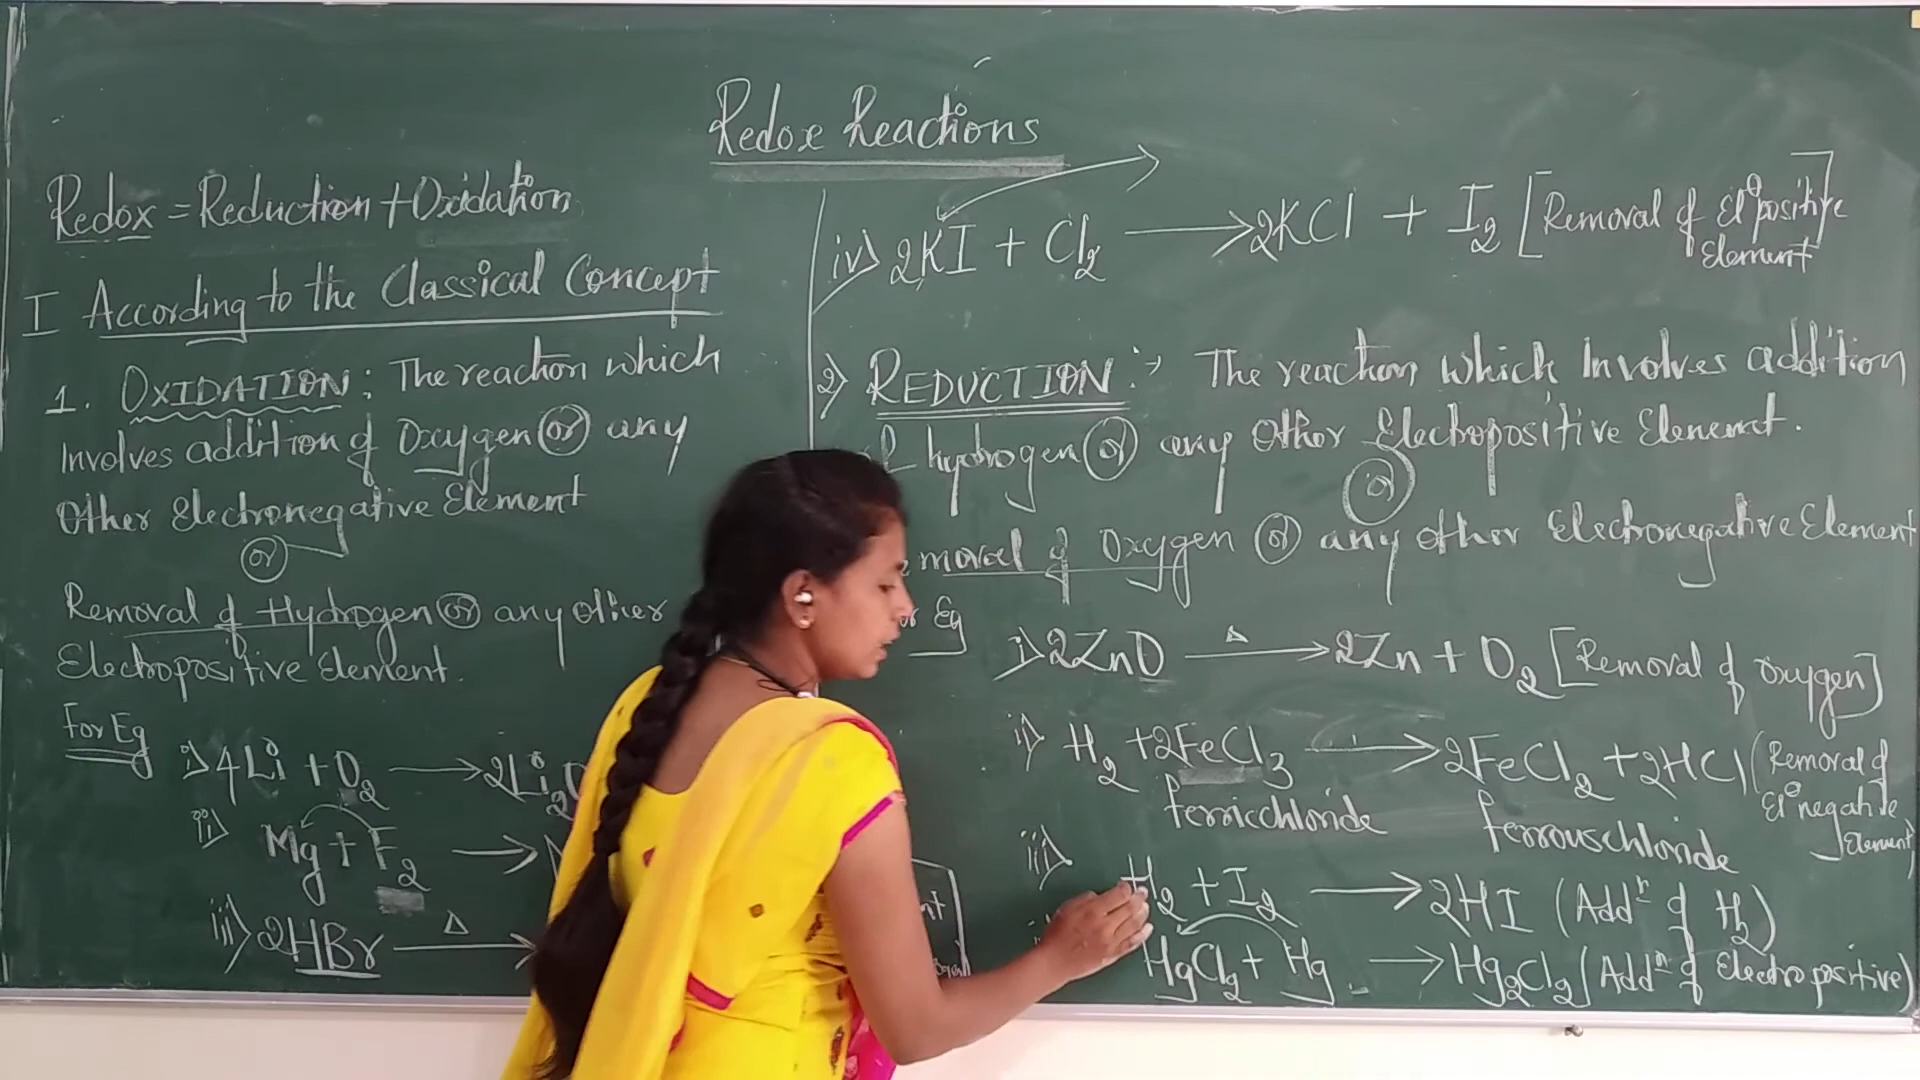 Redox Reactions
Redox = Reduction + Oxidation
I According to the Classical Concept
1. OXIDATION : The reaction which
Involves addition of Oxygen or any
Other Electronegative Element
or
Removal of Hydrogen or any other
Electropositive Element.
For Eg
i) 4Li + O2 → 2Li2O
ii) Mg + F2 →
iii) 2HBr Δ→
iv) 2KI + Cl2 → 2KCl + I2 [Removal of El positive
Element]
2) REDUCTION :- The reaction which Involves addition
of hydrogen or any Other Electropositive Elenemt.
or
moval of Oxygen or any other Electronegative Element
or Eg
i) 2ZnO Δ→ 2Zn + O2 [Removal of oxygen]
ii) H2 + 2FeCl3 → 2FeCl2 + 2HCl (Removal of
ferricchloride ferrouschloride El negative
Element)
iii) H2 + I2 → 2HI (Addn of H2)
HgCl2 + Hg → Hg2Cl2 (Addn of Electropositive)